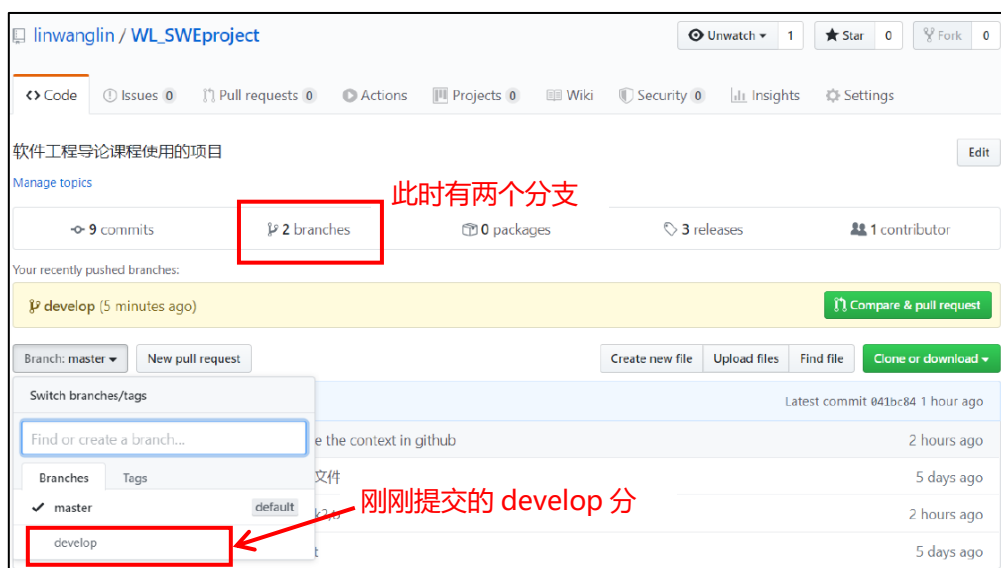 linwanglin / WL_SWEproject Unwatch 1 Star 0 Fork 0
Code Issues 0 Pull requests 0 Actions Projects 0 Wiki Security 0 Insights Settings
软件工程导论课程使用的项目 Edit
Manage topics
此时有两个分支
9 commits 2 branches 0 packages 3 releases 1 contributor
Your recently pushed branches:
develop (5 minutes ago) Compare & pull request
Branch: master New pull request Create new file Upload files Find file Clone or download
Switch branches/tags
Latest commit 041bc84 1 hour ago
Find or create a branch...
e the context in github 2 hours ago
Branches Tags
文件 5 days ago
master default
刚刚提交的 develop 分
2 hours ago
develop
t 5 days ago